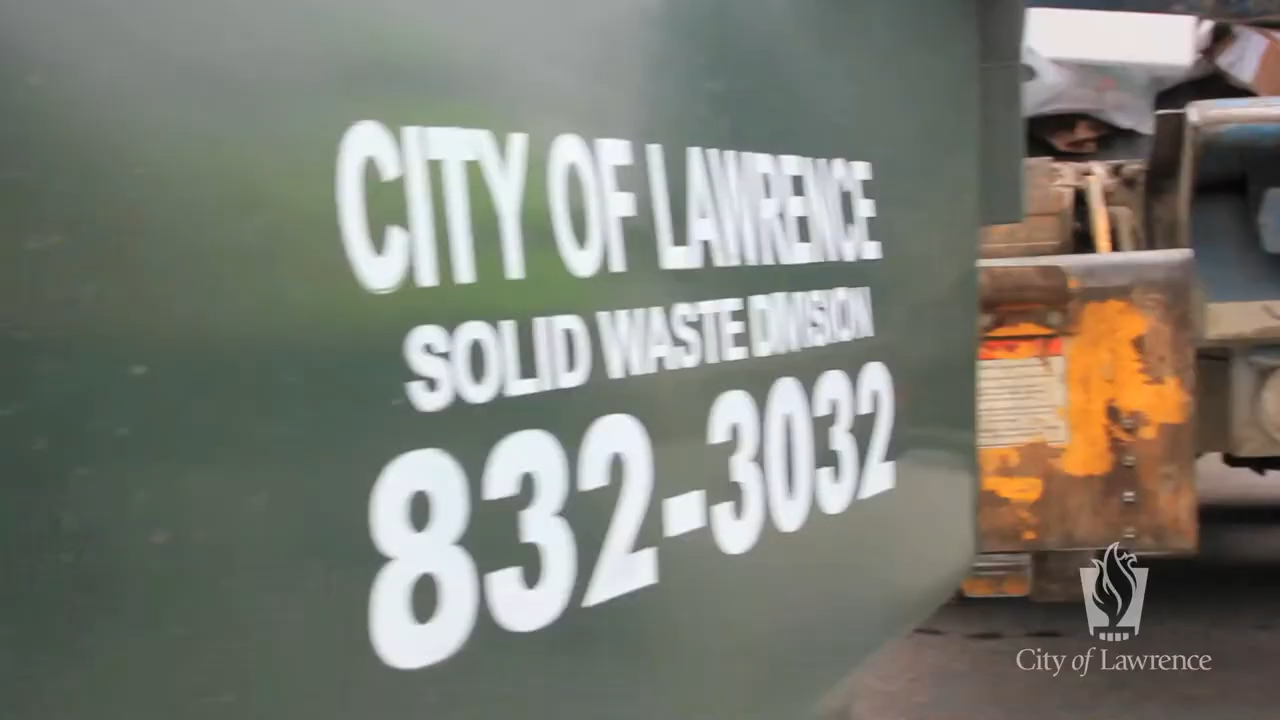 CITY OF LAWRENCE
SOLID WASTE DIVISION
832-3032
City of Lawrence